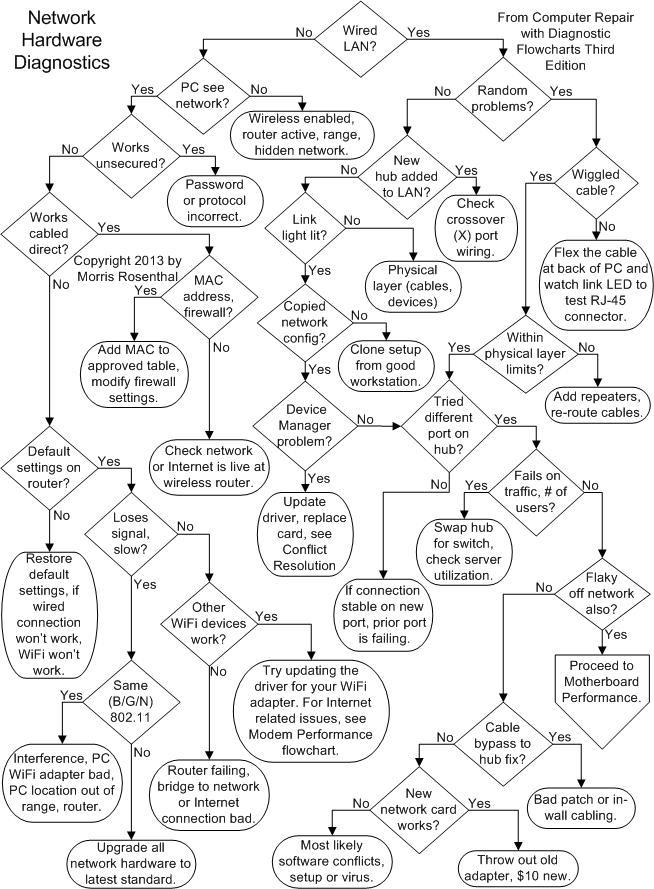 Network
Hardware
Diagnostics
From Computer Repair
with Diagnostic
Flowcharts Third
Edition
Wired
LAN?
No
Yes
PC see
network?
Yes
No
Random
problems?
No
Yes
Wireless enabled,
router active, range,
hidden network.
Works
unsecured?
No
Yes
Password
or protocol
incorrect.
New
hub added
to LAN?
No
Yes
Check
crossover
(X) port
wiring.
Wiggled
cable?
Yes
No
Flex the cable
at back of PC and
watch link LED to
test RJ-45
connector.
Works
cabled
direct?
Yes
No
Link
light lit?
No
Yes
Physical
layer (cables,
devices)
Copyright 2013 by
Morris Rosenthal
MAC
address,
firewall?
Yes
No
Add MAC to
approved table,
modify firewall
settings.
Copied
network
config?
No
Yes
Clone setup
from good
workstation.
Within
physical layer
limits?
Yes
No
Add repeaters,
re-route cables.
Check network
or Internet is live at
wireless router.
Device
Manager
problem?
No
Yes
Tried
different
port on
hub?
Yes
No
Default
settings on
router?
Yes
No
Update
driver, replace
card, see
Conflict
Resolution
Fails on
traffic, # of
users?
Yes
No
Swap hub
for switch,
check server
utilization.
Loses
signal,
slow?
No
Yes
Restore
default
settings, if
wired
connection
won't work,
WiFi won't
work.
If connection
stable on new
port, prior port
is failing.
Flaky
off network
also?
No
Yes
Proceed to
Motherboard
Performance.
Other
WiFi devices
work?
Yes
No
Try updating the
driver for your WiFi
adapter. For Internet
related issues, see
Modem Performance
flowchart.
Same
(B/G/N)
802.11
Yes
No
Interference, PC
WiFi adapter bad,
PC location out of
range, router.
Router failing,
bridge to network
or Internet
connection bad.
Cable
bypass to
hub fix?
No
Yes
Bad patch or in-
wall cabling.
New
network card
works?
No
Yes
Upgrade all
network hardware to
latest standard.
Most likely
software conflicts,
setup or virus.
Throw out old
adapter, $10 new.